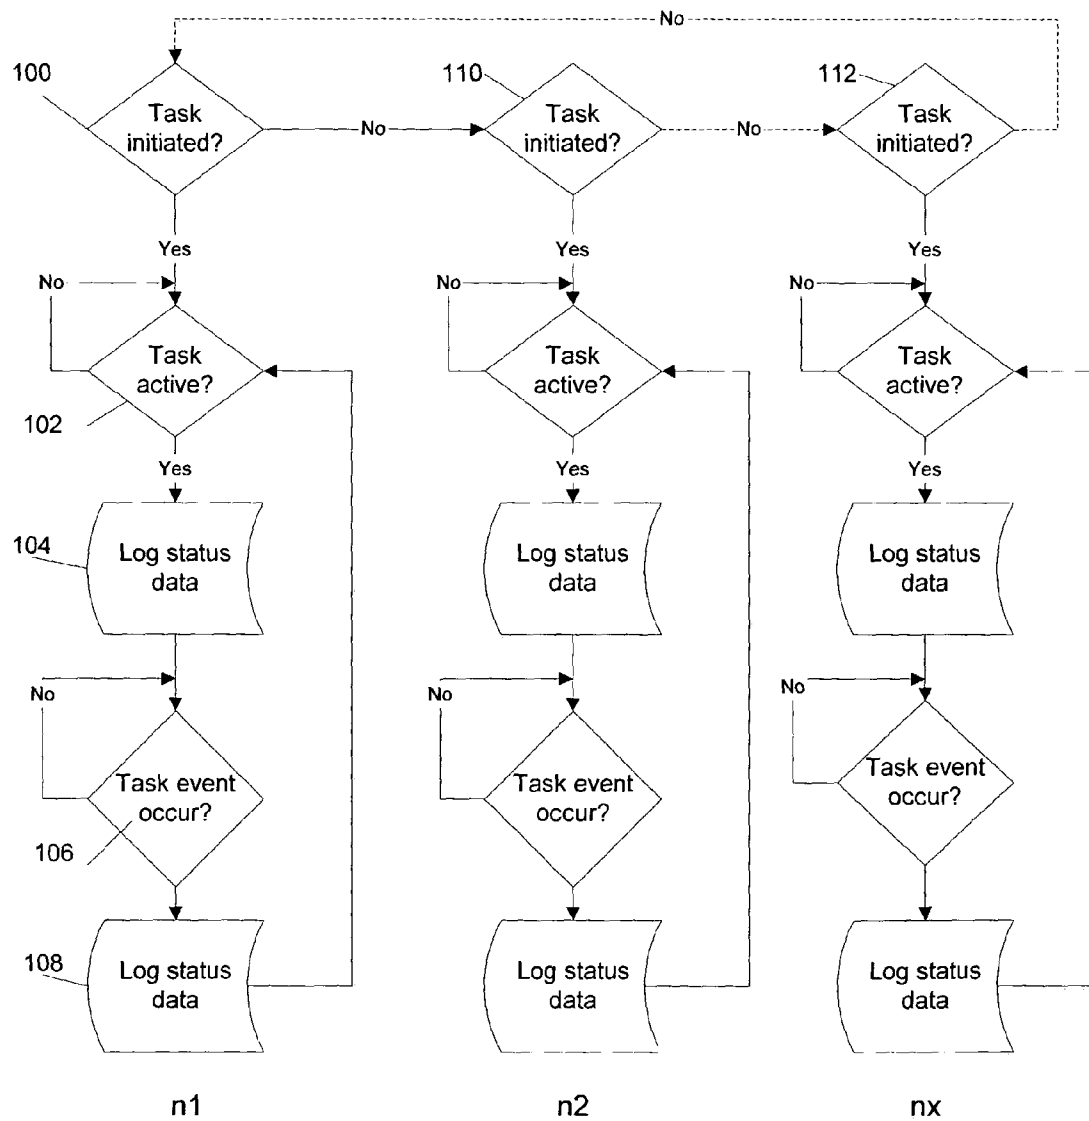 No
100
110
112
Task
initiated?
No
Task
initiated?
No
Task
initiated?
Yes
Yes
Yes
No
No
No
Task
active?
Task
active?
Task
active?
102
Yes
Yes
Yes
104
Log status
data
Log status
data
Log status
data
No
No
No
Task event
occur?
Task event
occur?
Task event
occur?
106
108
Log status
data
Log status
data
Log status
data
n1
n2
nx